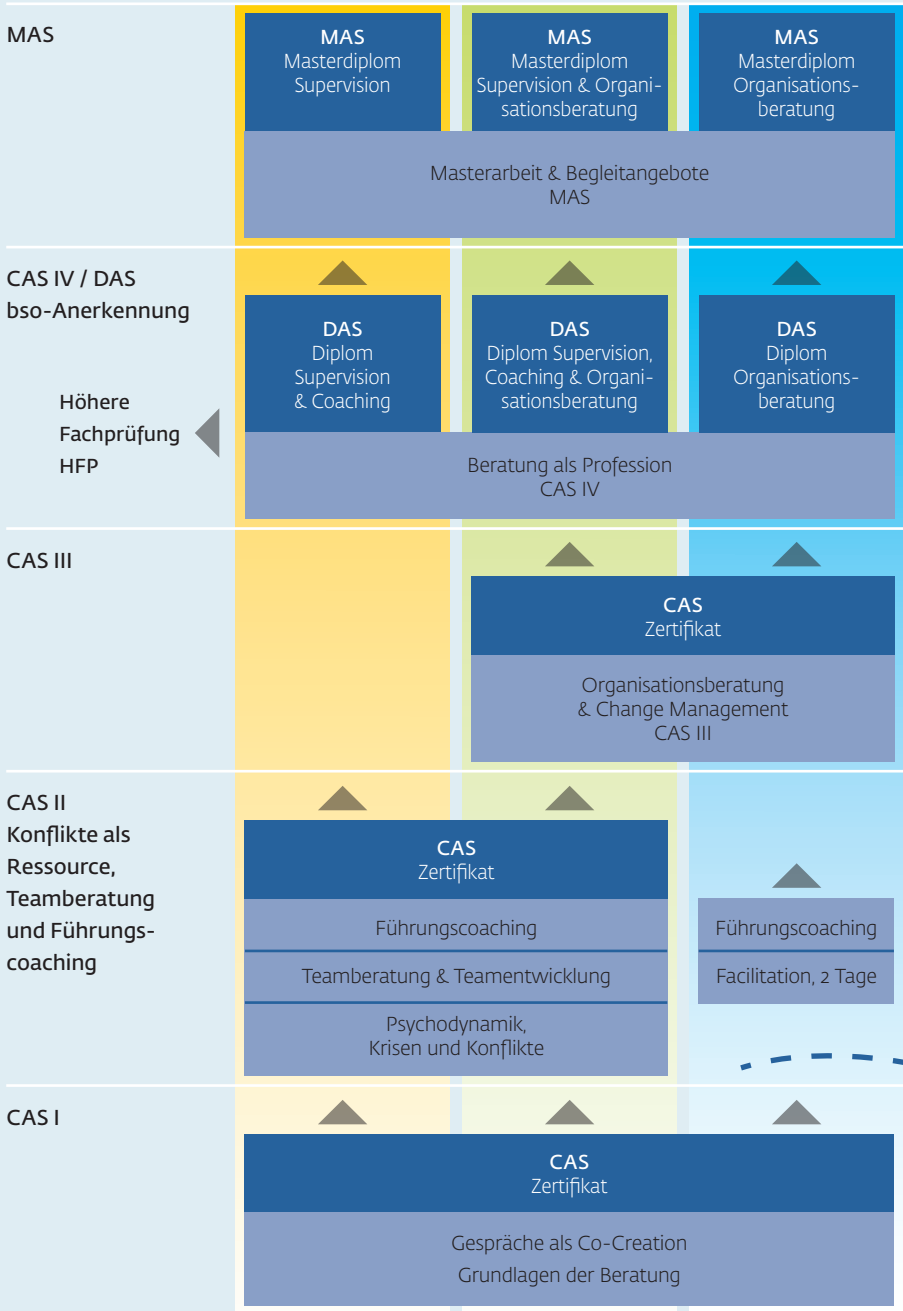 MAS
MAS
Masterdiplom
Supervision
MAS
Masterdiplom
Supervision & Organi-
sationsberatung
MAS
Masterdiplom
Organisations-
beratung
Masterarbeit & Begleitangebote
MAS
CAS IV / DAS
bso-Anerkennung
Höhere
Fachprüfung
HFP
DAS
Diplom
Supervision
& Coaching
DAS
Diplom Supervision,
Coaching & Organi-
sationsberatung
DAS
Diplom
Organisations-
beratung
Beratung als Profession
CAS IV
CAS III
CAS
Zertifikat
Organisationsberatung
& Change Management
CAS III
CAS II
Konflikte als
Ressource,
Teamberatung
und Führungs-
coaching
CAS
Zertifikat
Führungscoaching
Teamberatung & Teamentwicklung
Psychodynamik,
Krisen und Konflikte
Führungscoaching
Facilitation, 2 Tage
CAS I
CAS
Zertifikat
Gespräche als Co-Creation
Grundlagen der Beratung